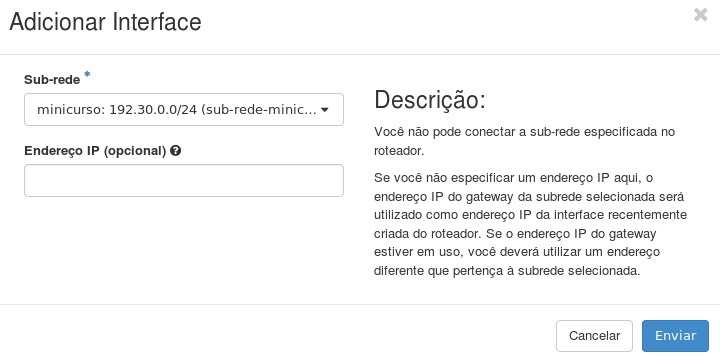 Adicionar Interface
×
Sub-rede *
minicurso: 192.30.0.0/24 (sub-rede-minic...
Endereço IP (opcional)
Descrição:
Você não pode conectar a sub-rede especificada no
roteador.
Se você não especificar um endereço IP aqui, o
endereço IP do gateway da subrede selecionada será
utilizado como endereço IP da interface recentemente
criada do roteador. Se o endereço IP do gateway
estiver em uso, você deverá utilizar um endereço
diferente que pertença à subrede selecionada.
Cancelar
Enviar